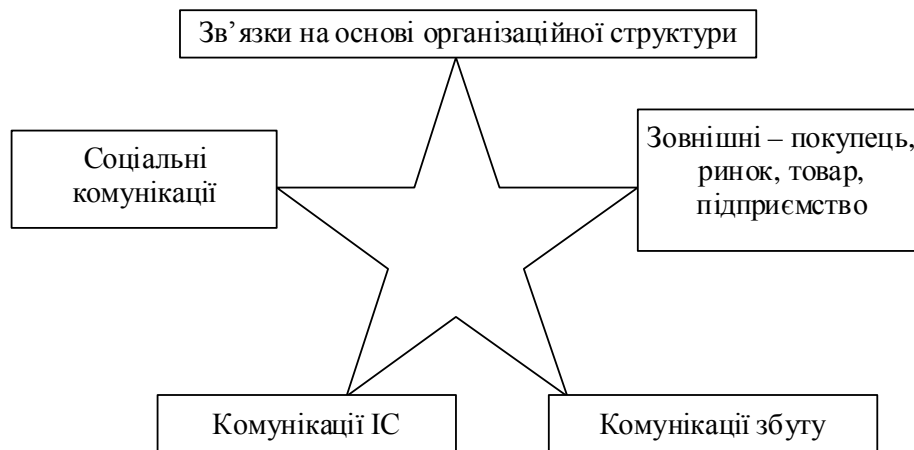 Зв’язки на основі організаційної структури
Соціальні
комунікації
Зовнішні – покупець,
ринок, товар,
підприємство
Комунікації ІС
Комунікації збуту